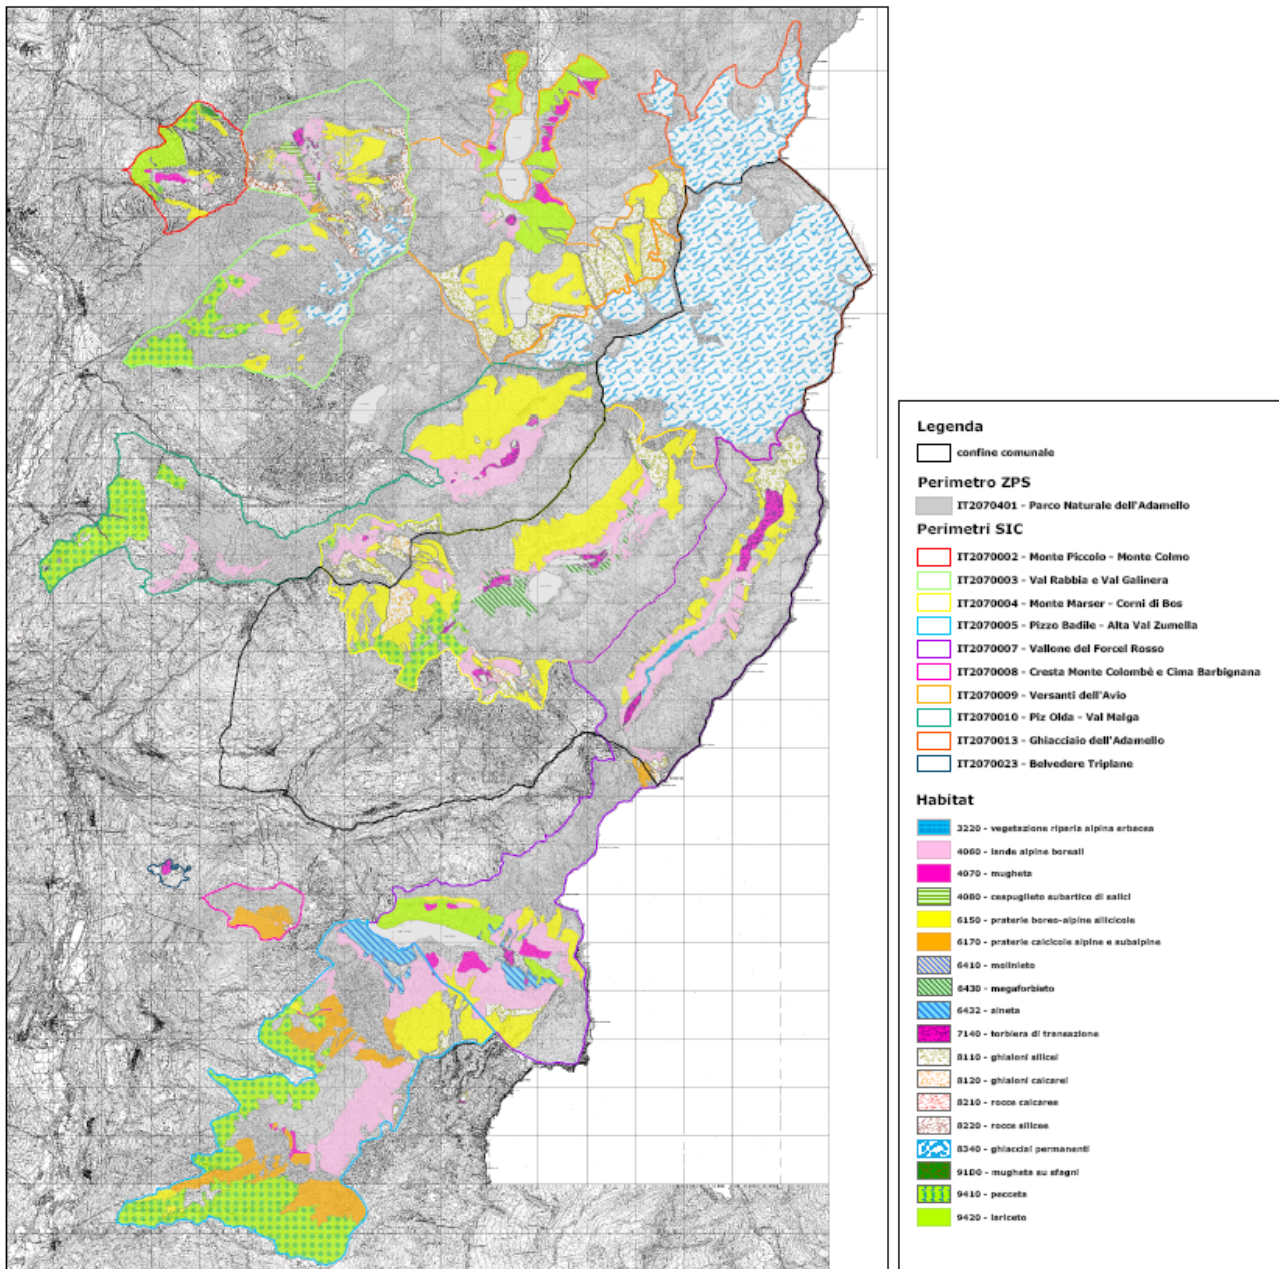 Legenda
confine comunale
Perimetro ZPS
IT2070401 - Parco Naturale dell'Adamello
Perimetri SIC
IT2070002 - Monte Piccolo - Monte Colmo
IT2070003 - Val Rabbia e Val Galinera
IT2070004 - Monte Marser - Corni di Bos
IT2070005 - Pizzo Badile - Alta Val Zumella
IT2070007 - Vallone del Forcel Rosso
IT2070008 - Cresta Monte Colombè e Cima Barbignana
IT2070009 - Versanti dell'Avio
IT2070010 - Piz Olda - Val Malga
IT2070013 - Ghiacciaio dell'Adamello
IT2070023 - Belvedere Triplane
Habitat
3220 - vegetazione riparia alpina erbacea
4060 - lande alpine boreali
4070 - mugheta
4080 - cespuglieto subartico di salici
6150 - praterie boreo-alpine silicicole
6170 - praterie calcicole alpine e subalpine
6410 - molinieto
6430 - megaforbieto
6432 - alneta
7140 - torbiera di transazione
8110 - ghiaioni silicei
8120 - ghiaioni calcarei
8210 - rocce calcaree
8220 - rocce silicee
8340 - ghiacciai permanenti
91D0 - mugheta su sfagni
9410 - pecceta
9420 - lariceto